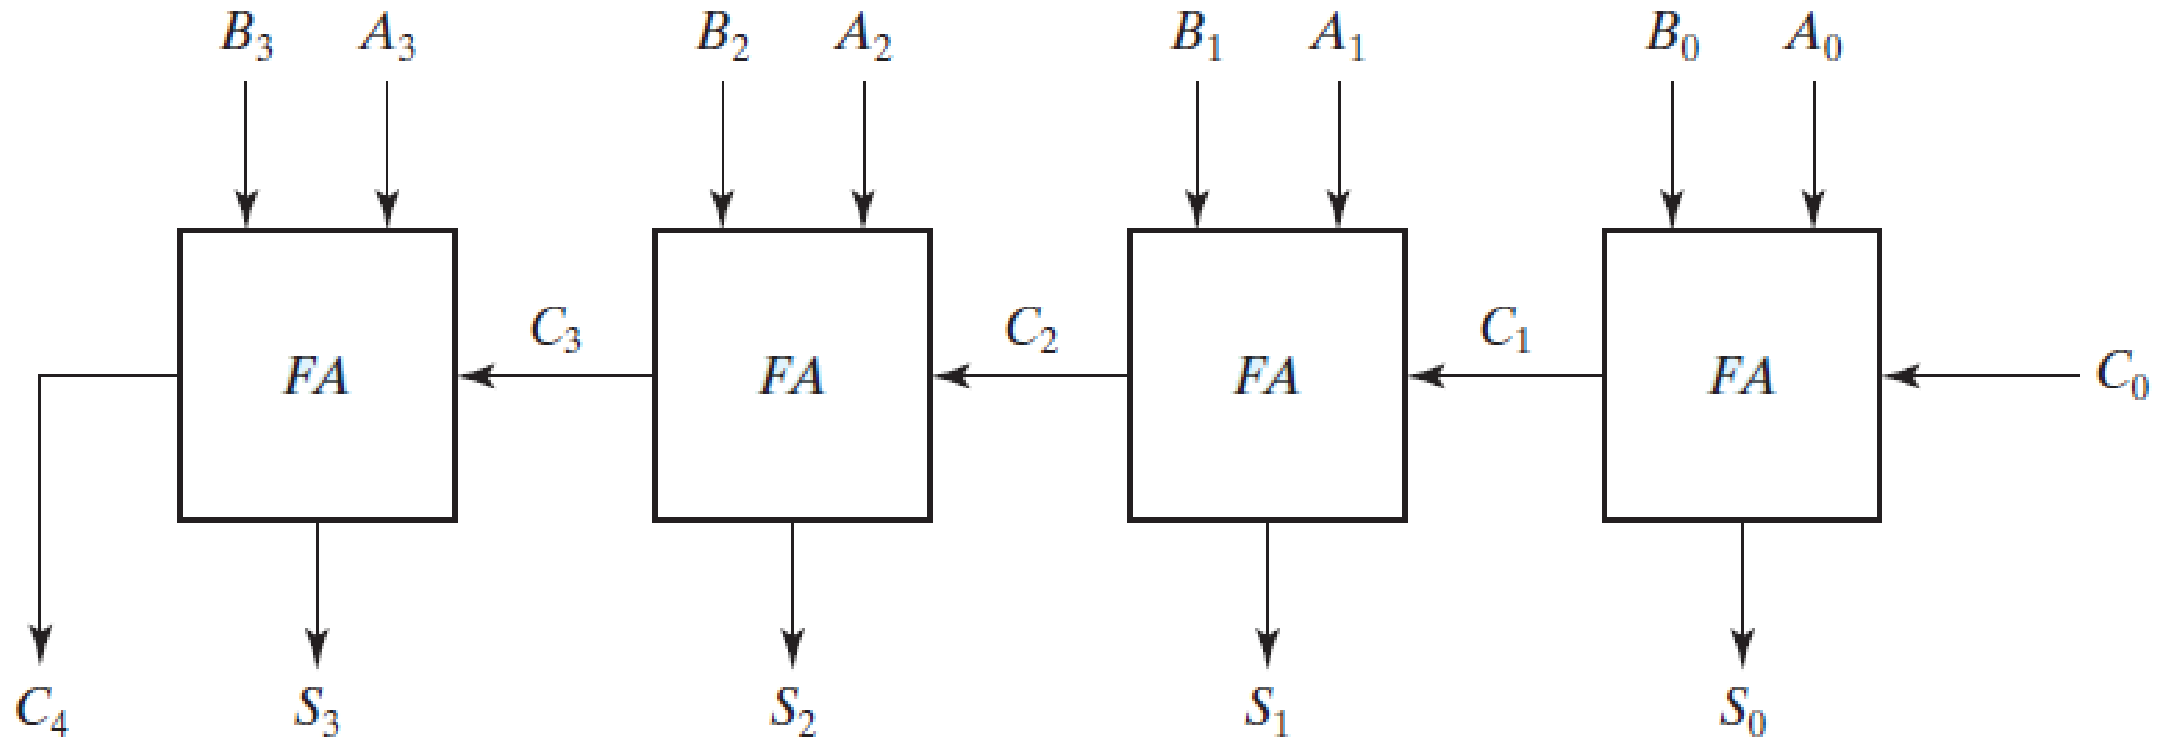 B₃ A₃ B₂ A₂ B₁ A₁ B₀ A₀
C₃ C₂ C₁
FA FA FA FA C₀
C₄ S₃ S₂ S₁ S₀